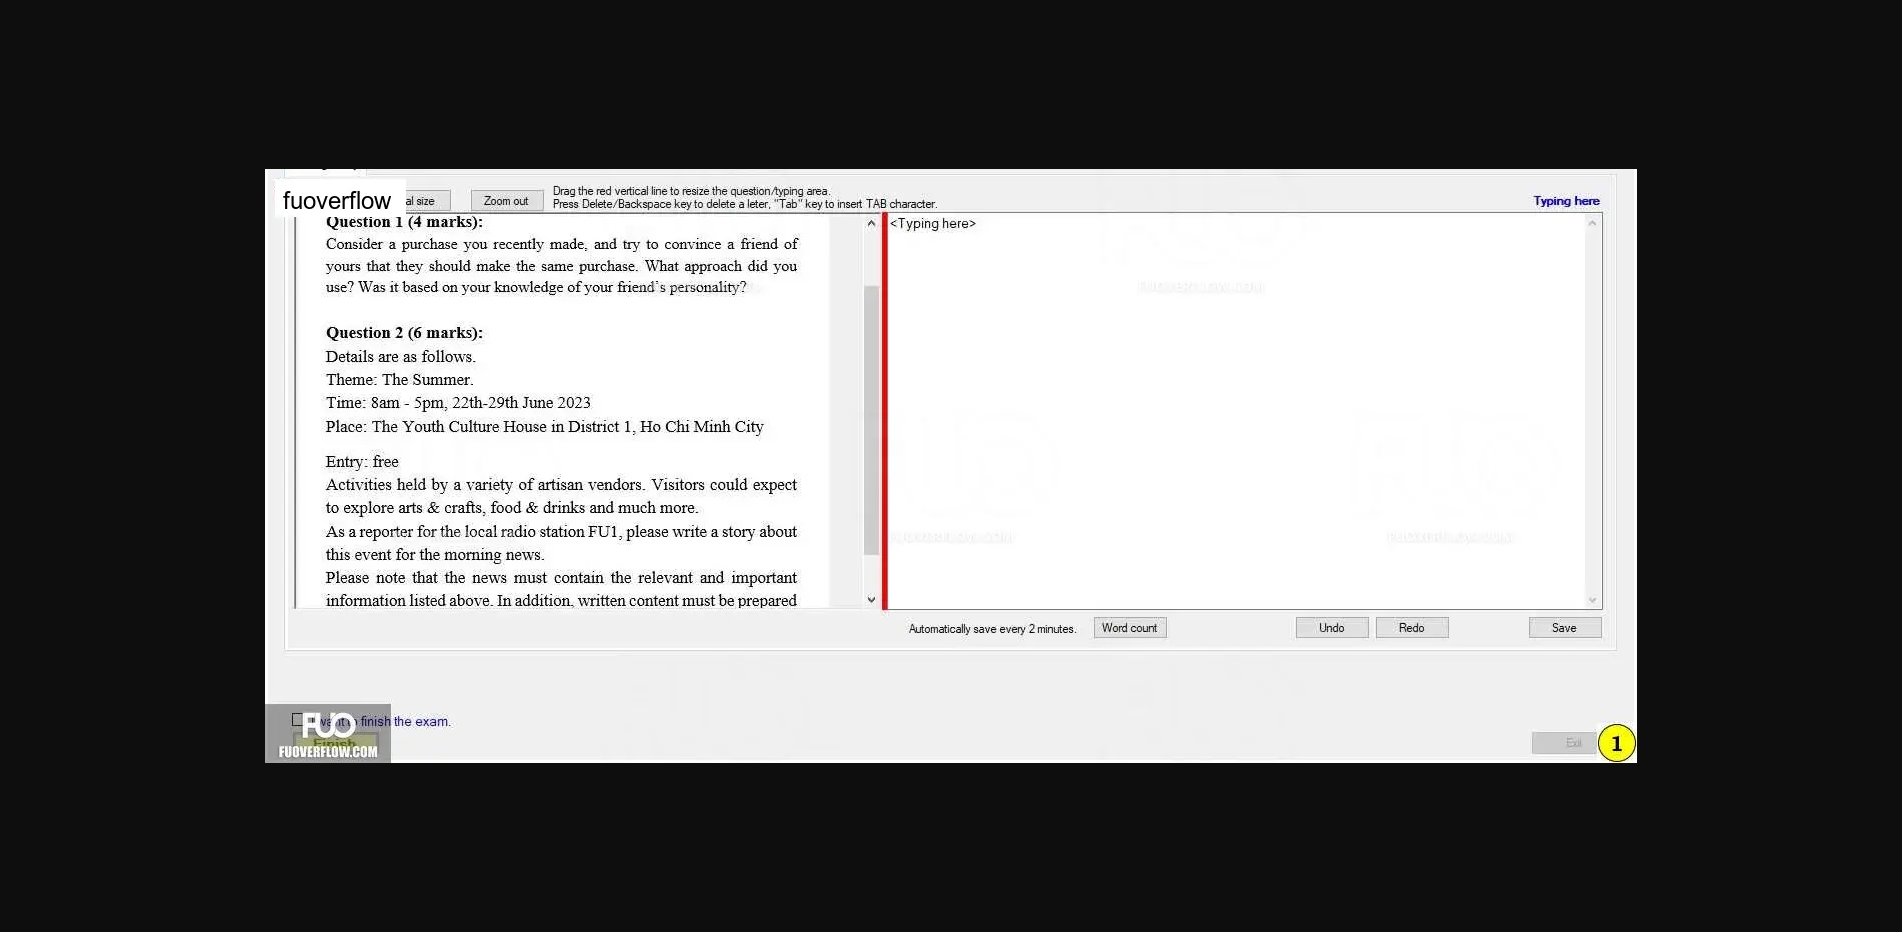 fuoverflow
al size
Zoom out
Drag the red vertical line to resize the question/typing area.
Press Delete/Backspace key to delete a leter, "Tab" key to insert TAB character.
Typing here
Question 1 (4 marks):
Consider a purchase you recently made, and try to convince a friend of
yours that they should make the same purchase. What approach did you
use? Was it based on your knowledge of your friend's personality?
Question 2 (6 marks):
Details are as follows.
Theme: The Summer.
Time: 8am - 5pm, 22th-29th June 2023
Place: The Youth Culture House in District 1, Ho Chi Minh City
Entry: free
Activities held by a variety of artisan vendors. Visitors could expect
to explore arts & crafts, food & drinks and much more.
As a reporter for the local radio station FU1, please write a story about
this event for the morning news.
Please note that the news must contain the relevant and important
information listed above. In addition, written content must be prepared
<Typing here>
FUOVERFLOW.COM
FUOVERFLOW.COM
FUOVERFLOW.COM
Automatically save every 2 minutes.
Word count
Undo
Redo
Save
I want to finish the exam.
Finish
FUO
FUOVERFLOW.COM
Exit
1